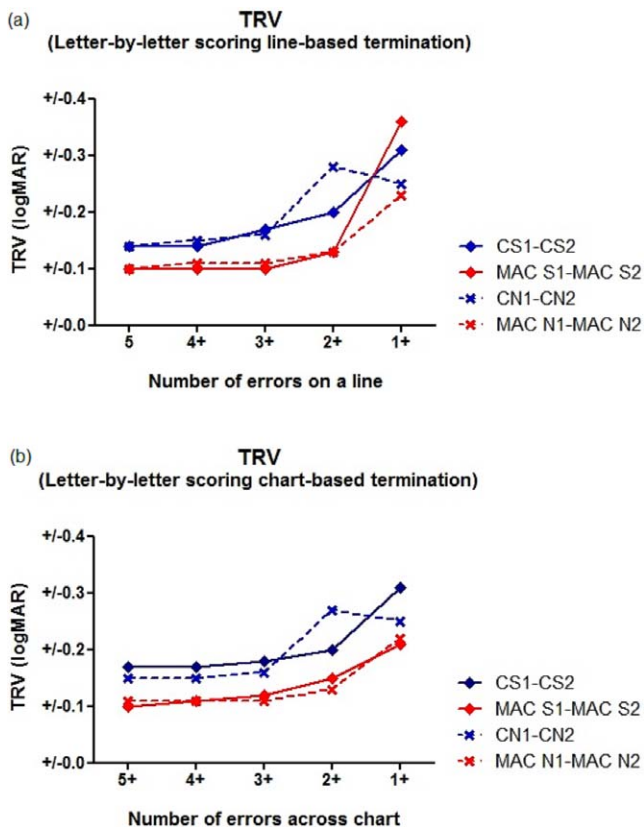 (a)
TRV
(Letter-by-letter scoring line-based termination)
TRV (logMAR)
+/-0.4
+/-0.3
+/-0.2
+/-0.1
+/-0.0
5 4+ 3+ 2+ 1+
Number of errors on a line
CS1-CS2
MAC S1-MAC S2
CN1-CN2
MAC N1-MAC N2
(b)
TRV
(Letter-by-letter scoring chart-based termination)
TRV (logMAR)
+/-0.4
+/-0.3
+/-0.2
+/-0.1
+/-0.0
5+ 4+ 3+ 2+ 1+
Number of errors across chart
CS1-CS2
MAC S1-MAC S2
CN1-CN2
MAC N1-MAC N2